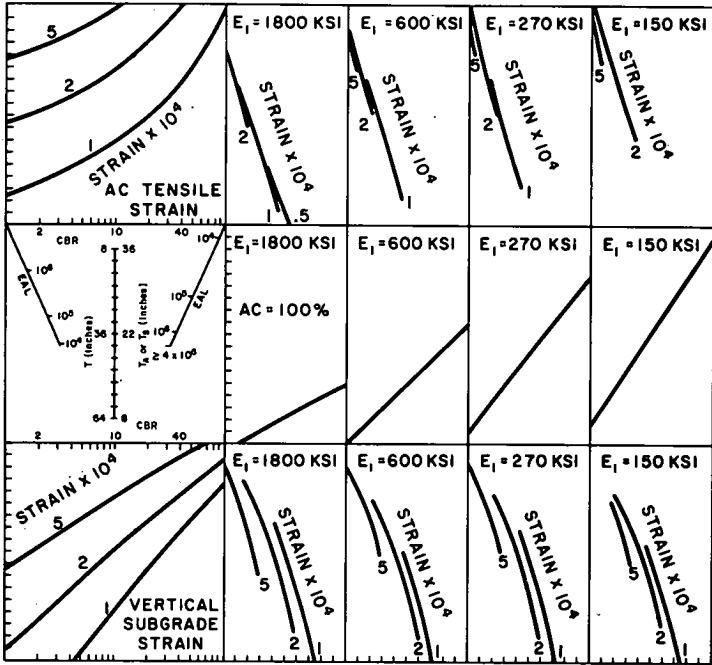 5
2
1
STRAIN × 10⁴
AC TENSILE
STRAIN
E₁ = 1800 KSI
STRAIN × 10⁴
2
1
.5
E₁ = 600 KSI
STRAIN × 10⁴
5
2
1
E₁ = 270 KSI
STRAIN × 10⁴
5
2
1
E₁ = 150 KSI
STRAIN × 10⁴
5
2
2
CBR
10
40
8
36
10⁴
10⁶
EAL
10⁵
10⁴
T (Inches)
36
22
T_A or T_S (Inches)
EAL
10⁵
10⁶
≥ 4 x 10⁶
64
8
CBR
2
10
40
E₁ = 1800 KSI
AC = 100%
E₁ = 600 KSI
E₁ = 270 KSI
E₁ = 150 KSI
STRAIN × 10⁴
5
2
1
VERTICAL
SUBGRADE
STRAIN
E₁ = 1800 KSI
STRAIN × 10⁴
5
2
1
E₁ = 600 KSI
STRAIN × 10⁴
5
2
1
E₁ = 270 KSI
STRAIN × 10⁴
5
2
1
E₁ = 150 KSI
STRAIN × 10⁴
5
2
1